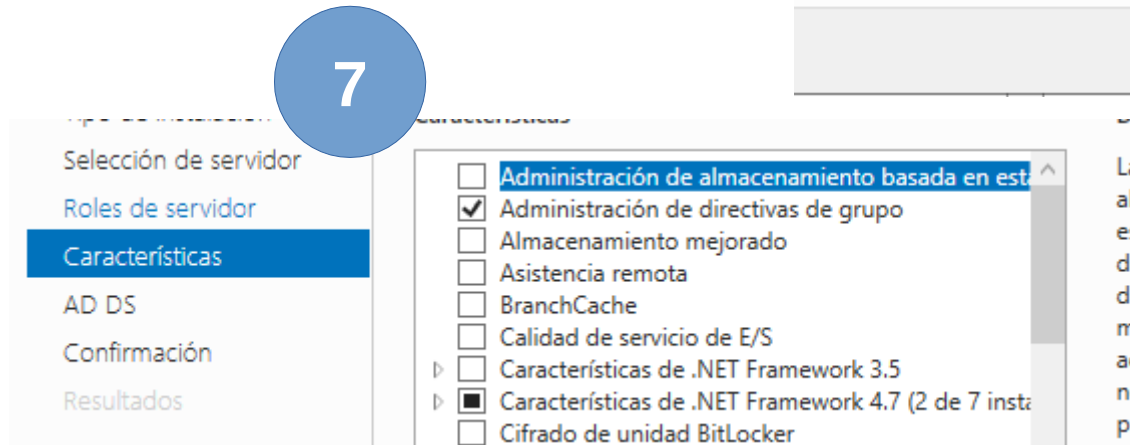 7
Selección de servidor
Roles de servidor
Características
AD DS
Confirmación
Resultados
Características
Administración de almacenamiento basada en está
Administración de directivas de grupo
Almacenamiento mejorado
Asistencia remota
BranchCache
Calidad de servicio de E/S
Características de .NET Framework 3.5
Características de .NET Framework 4.7 (2 de 7 insta
Cifrado de unidad BitLocker